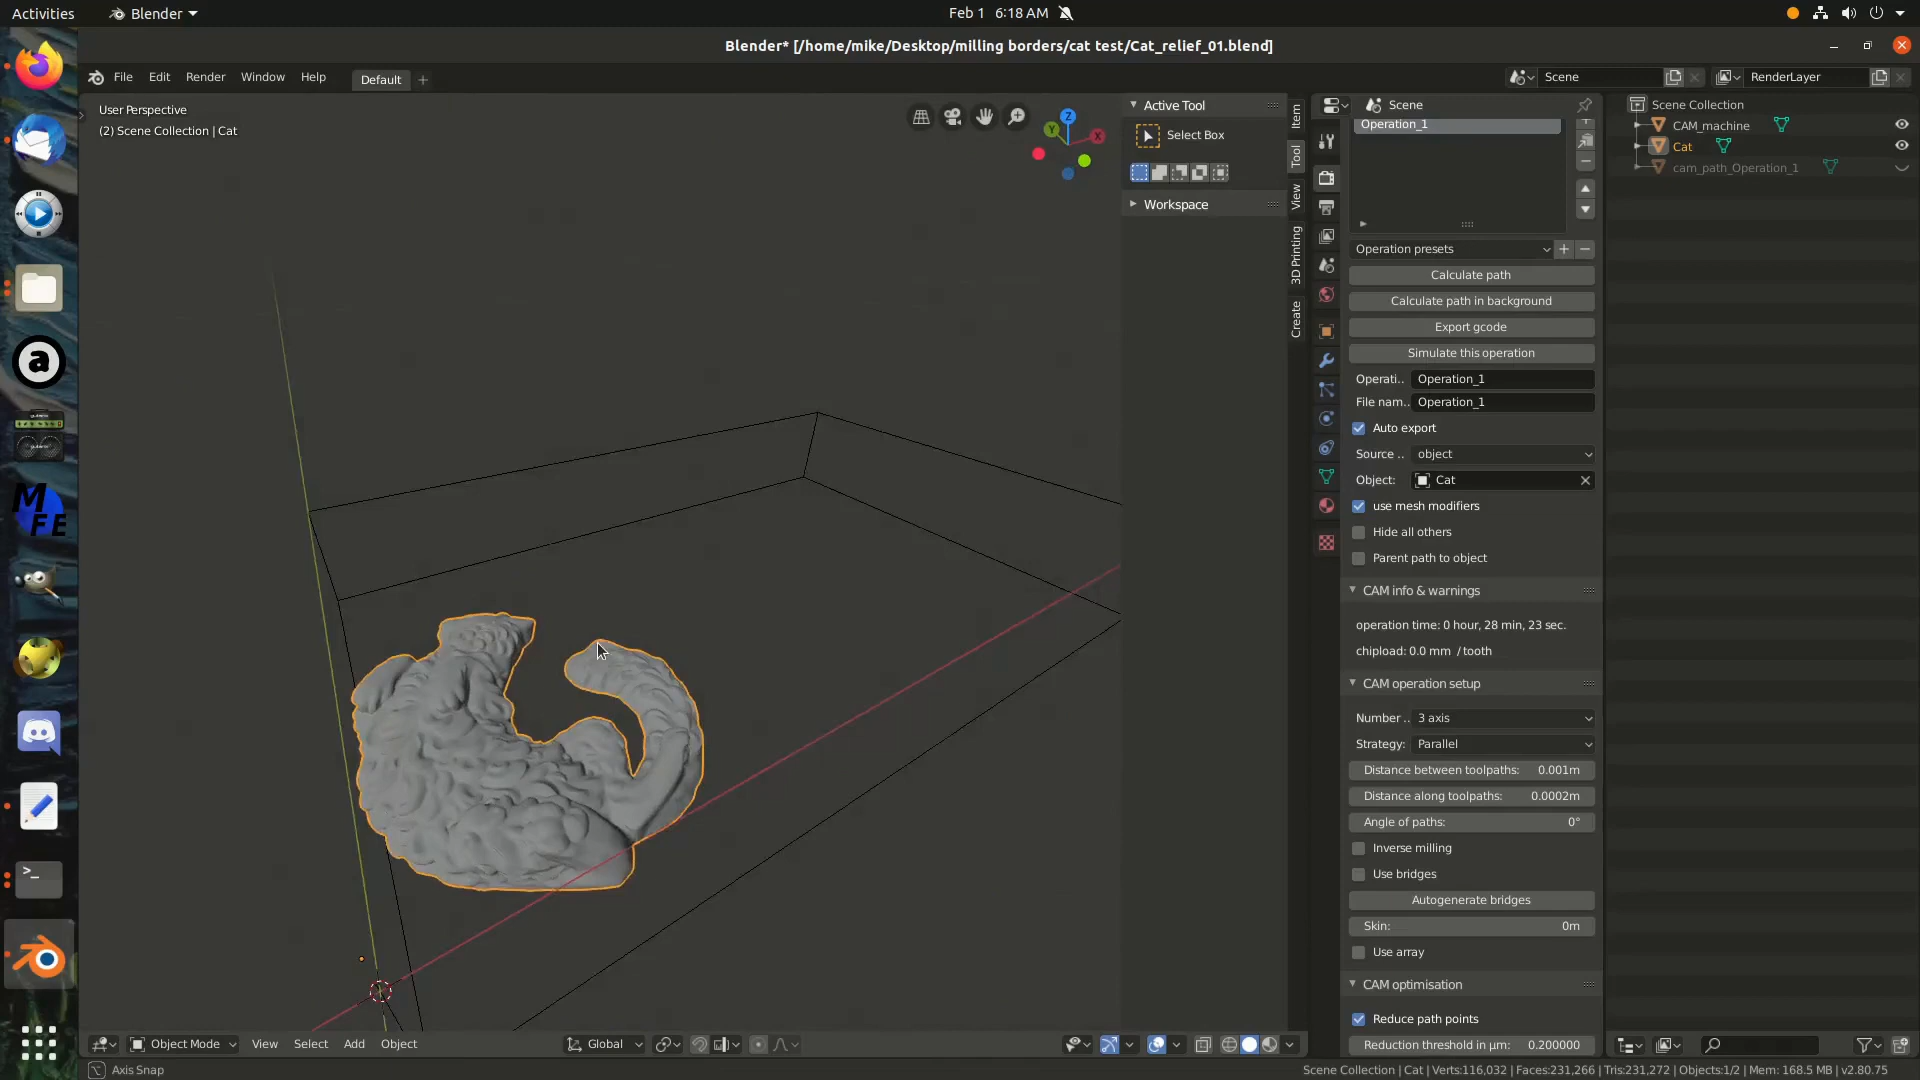 Activities
Blender
Feb 1 6:18 AM
Blender* [/home/mike/Desktop/milling borders/cat test/Cat_relief_01.blend]
File Edit Render Window Help
Default
Scene
RenderLayer
User Perspective
(2) Scene Collection | Cat
Z
Y
X
Active Tool
Select Box
Workspace
Item
Tool
View
3D Printing
Create
Scene
Operation_1
Operation presets
Calculate path
Calculate path in background
Export gcode
Simulate this operation
Operati.. Operation_1
File nam.. Operation_1
Auto export
Source .. object
Object: Cat
use mesh modifiers
Hide all others
Parent path to object
CAM info & warnings
operation time: 0 hour, 28 min, 23 sec.
chipload: 0.0 mm / tooth
CAM operation setup
Number .. 3 axis
Strategy: Parallel
Distance between toolpaths: 0.001m
Distance along toolpaths: 0.0002m
Angle of paths: 0°
Inverse milling
Use bridges
Autogenerate bridges
Skin: 0m
Use array
CAM optimisation
Reduce path points
Reduction threshold in μm: 0.200000
Scene Collection
CAM_machine
Cat
cam_path_Operation_1
a
MFE
Object Mode View Select Add Object
Global
Axis Snap
Scene Collection | Cat | Verts:116,032 | Faces:231,266 | Tris:231,272 | Objects:1/2 | Mem: 168.5 MB | v2.80.75